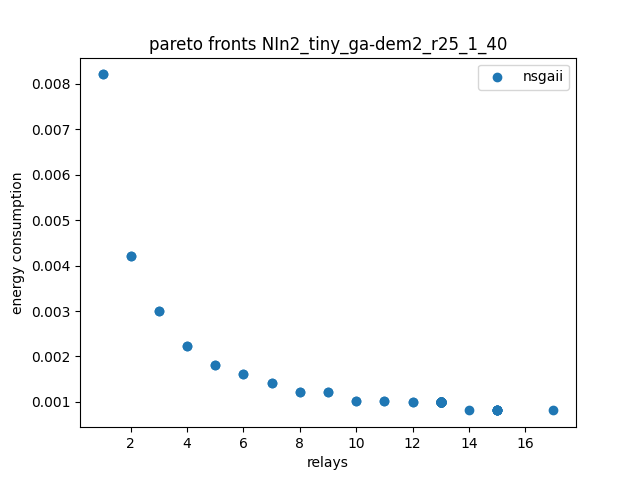 pareto fronts NIn2_tiny_ga-dem2_r25_1_40
nsgaii
0.008
0.007
0.006
0.005
0.004
0.003
0.002
0.001
energy consumption
2 4 6 8 10 12 14 16
relays